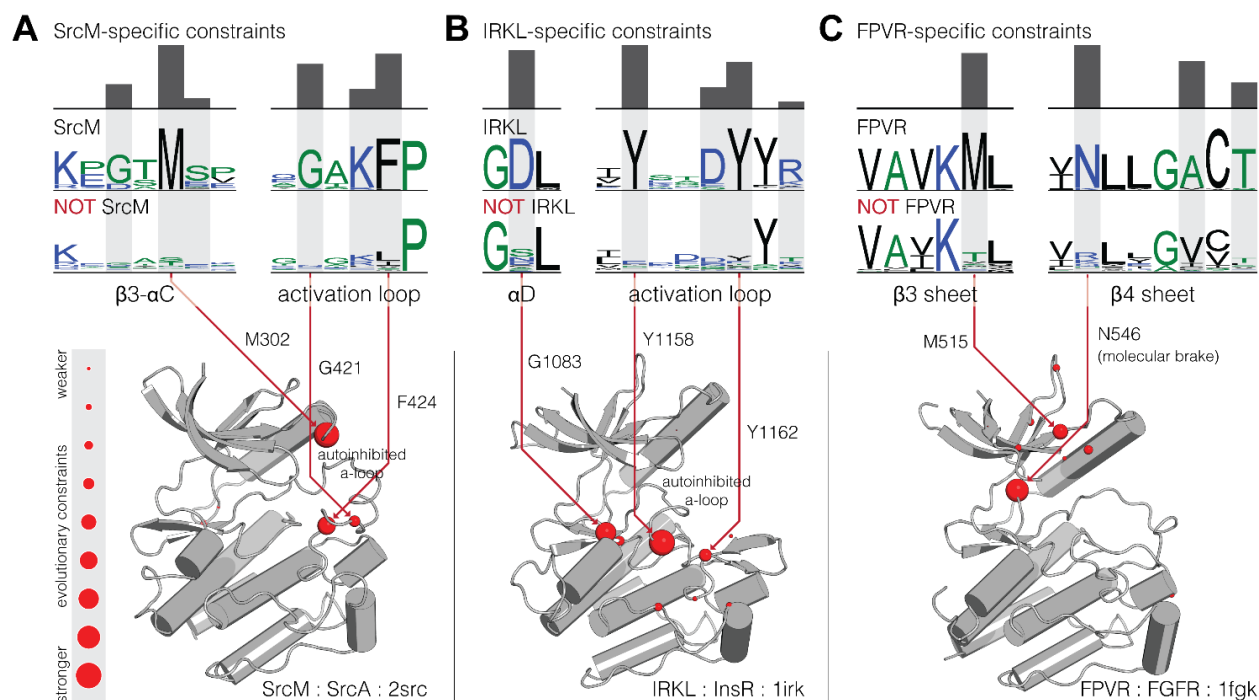 A SrcM-specific constraints
SrcM
KPGTMSP GAKFP
NOT SrcM
K P
β3-αC activation loop
M302
G421
F424
autoinhibited
a-loop
weaker
evolutionary constraints
stronger
SrcM : SrcA : 2src
B IRKL-specific constraints
IRKL
GDL Y DYYR
NOT IRKL
G L Y
αD activation loop
G1083
Y1158
Y1162
autoinhibited
a-loop
IRKL : InsR : 1irk
C FPVR-specific constraints
FPVR
VAVKML YNLLGACT
NOT FPVR
VAVK L V LLGVC
β3 sheet β4 sheet
M515
N546
(molecular brake)
FPVR : FGFR : 1fgk